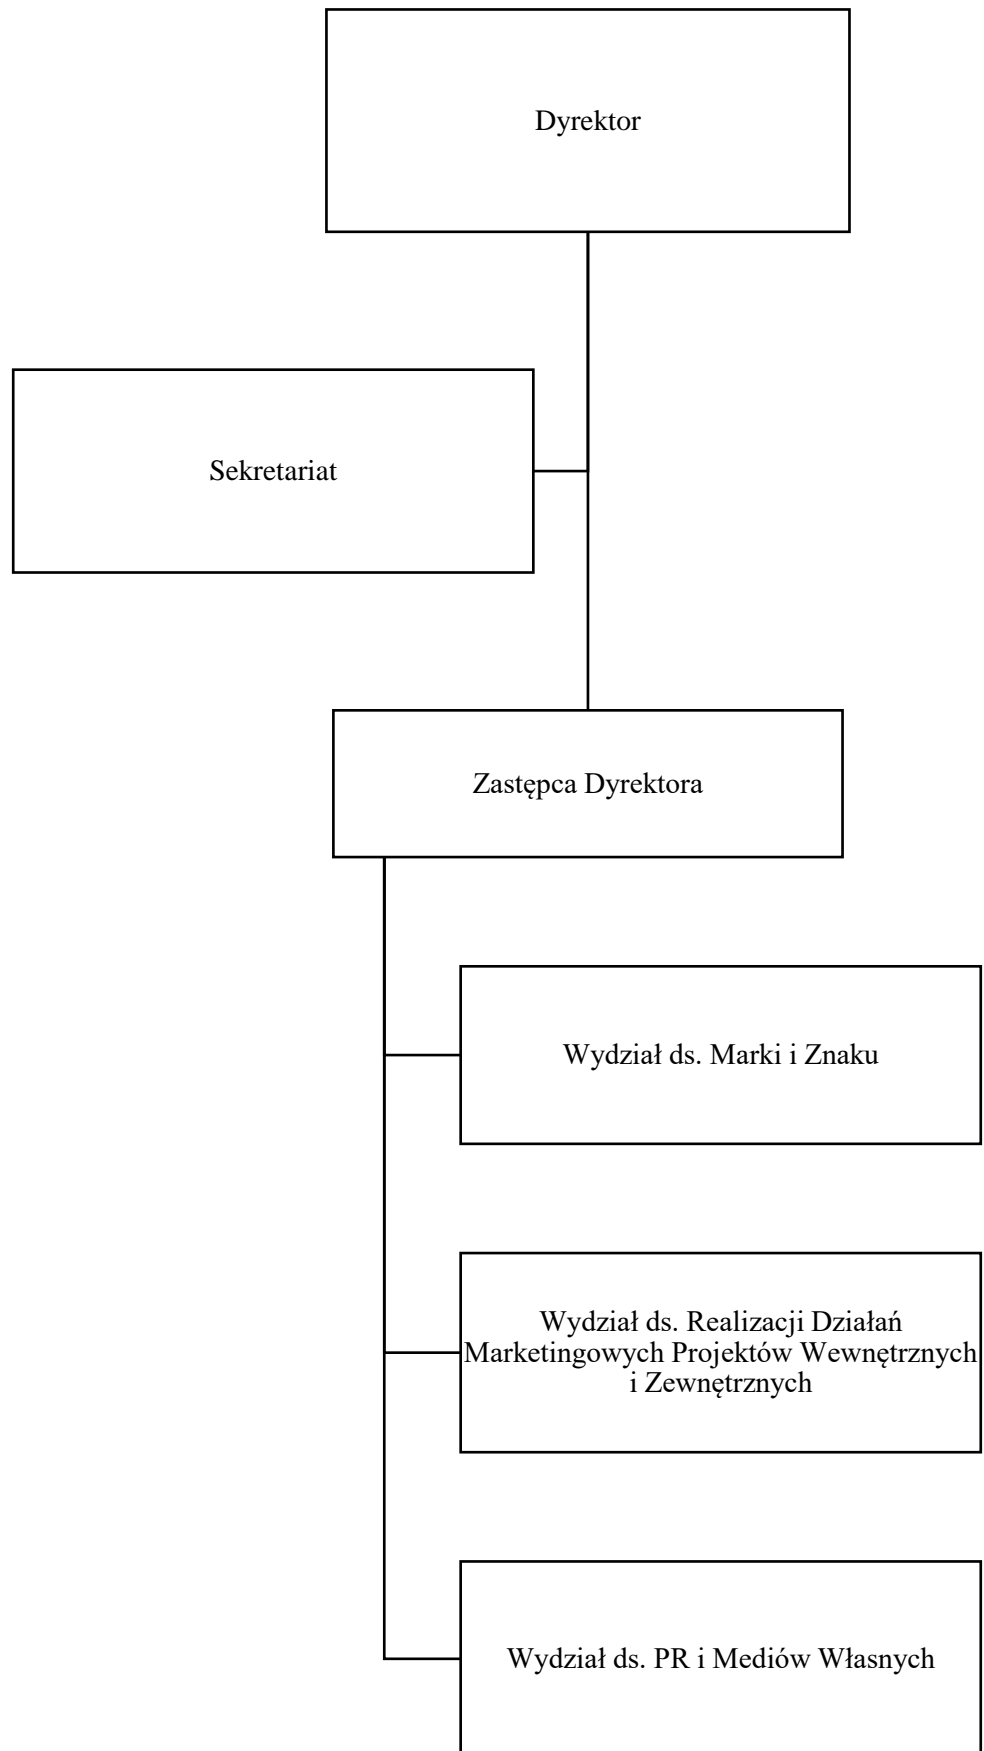 Dyrektor
Sekretariat
Zastępca Dyrektora
Wydział ds. Marki i Znaku
Wydział ds. Realizacji Działań
Marketingowych Projektów Wewnętrznych
i Zewnętrznych
Wydział ds. PR i Mediów Własnych